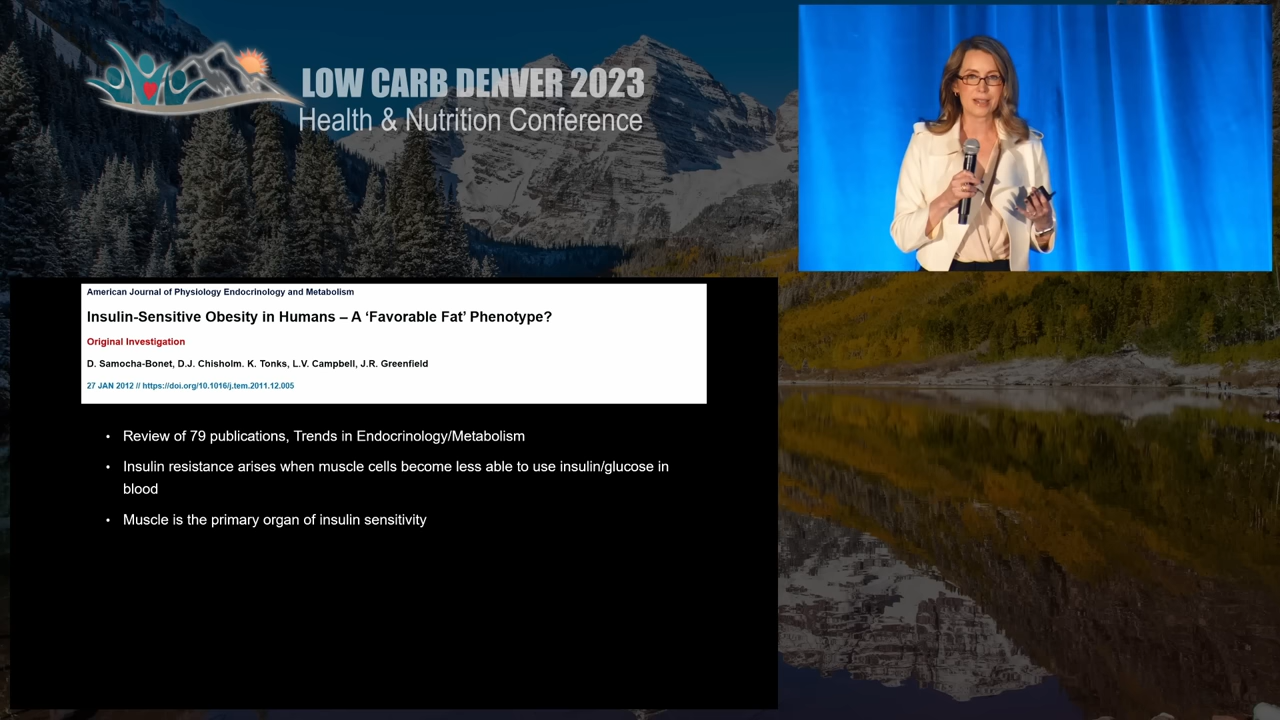 LOW CARB DENVER 2023
Health & Nutrition Conference
American Journal of Physiology Endocrinology and Metabolism
Insulin-Sensitive Obesity in Humans – A ‘Favorable Fat’ Phenotype?
Original Investigation
D. Samocha-Bonet, D.J. Chisholm. K. Tonks, L.V. Campbell, J.R. Greenfield
27 JAN 2012 // https://doi.org/10.1016/j.tem.2011.12.005
• Review of 79 publications, Trends in Endocrinology/Metabolism
• Insulin resistance arises when muscle cells become less able to use insulin/glucose in
blood
• Muscle is the primary organ of insulin sensitivity